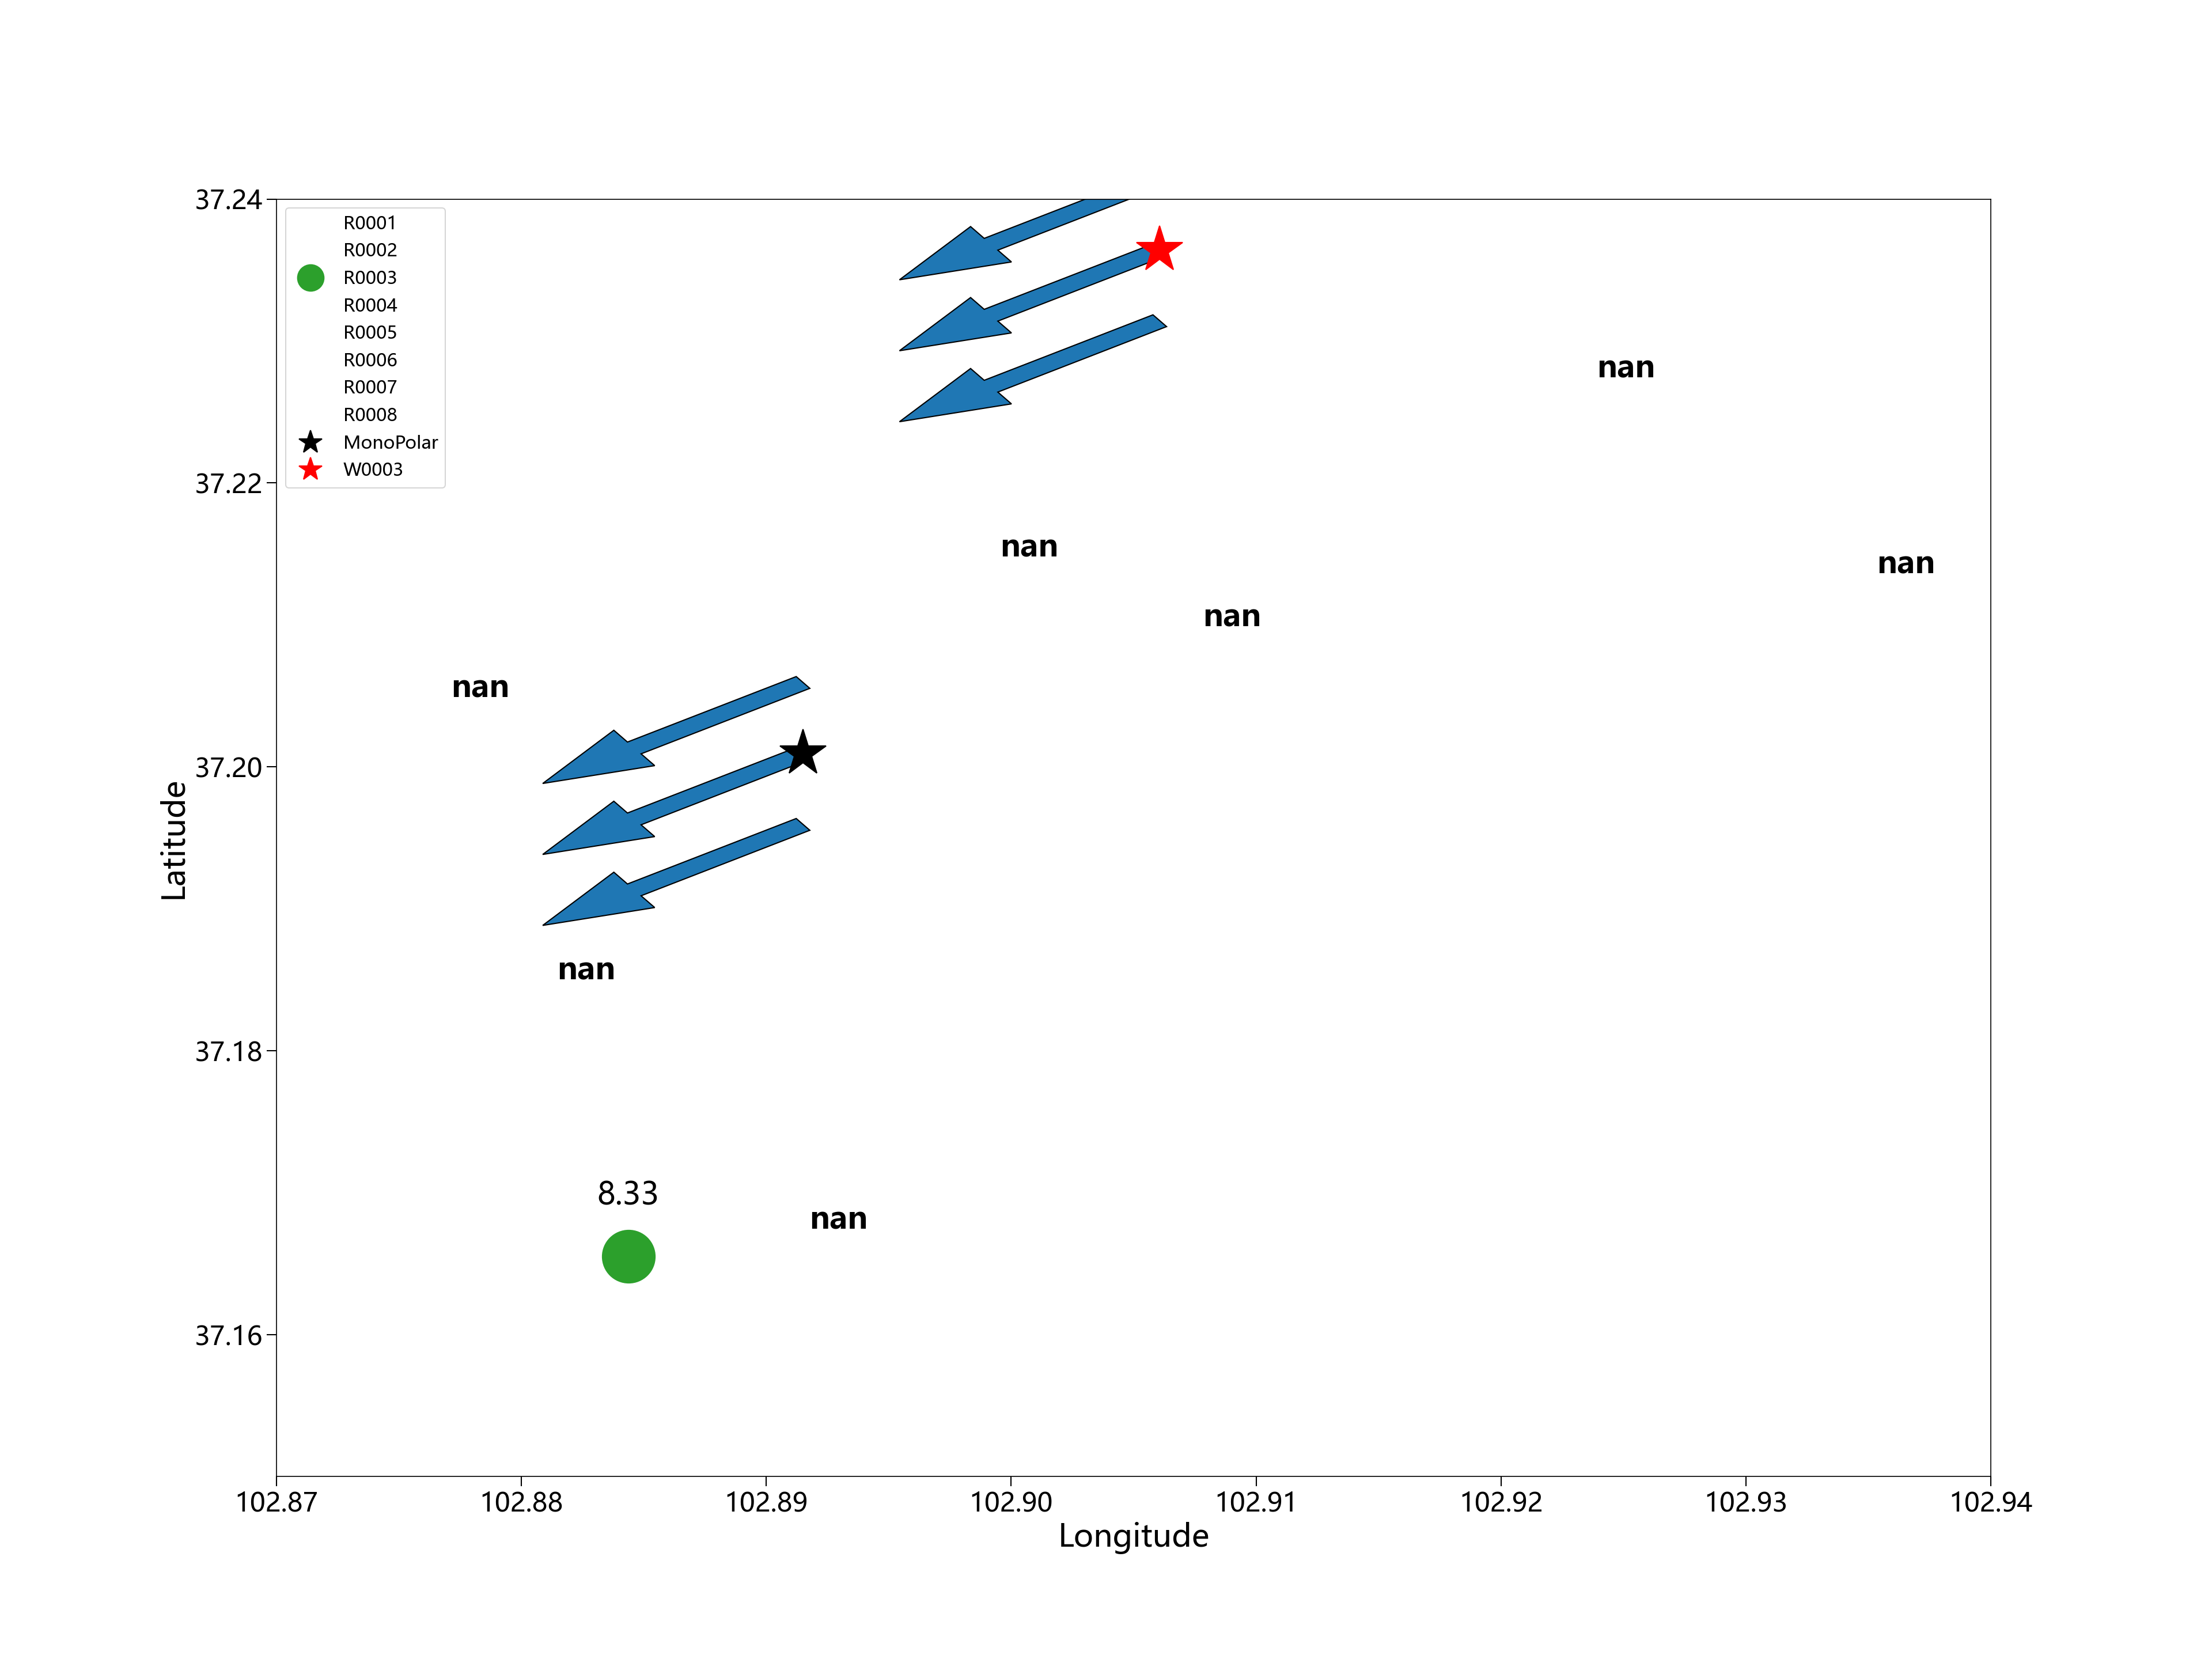 37.24
R0001
R0002
R0003
R0004
R0005
R0006
R0007
R0008
MonoPolar
W0003
nan
37.22
nan
nan
nan
nan
37.20
Latitude
nan
37.18
8.33
nan
37.16
102.87 102.88 102.89 102.90 102.91 102.92 102.93 102.94
Longitude